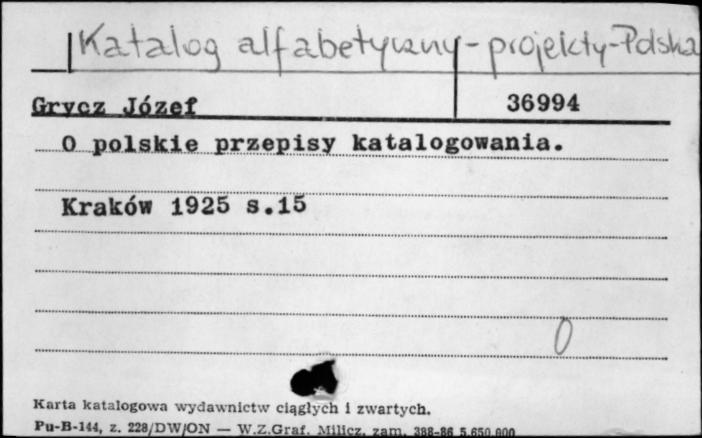 Katalog alfabetyczny - projekty - Polska
Grycz Józef 36994
O polskie przepisy katalogowania.
Kraków 1925 s.15
0
Karta katalogowa wydawnictw ciągłych i zwartych.
Pu-B-144, z. 228/DW/ON — W.Z.Graf. Milicz, zam. 388-86 5.650.000